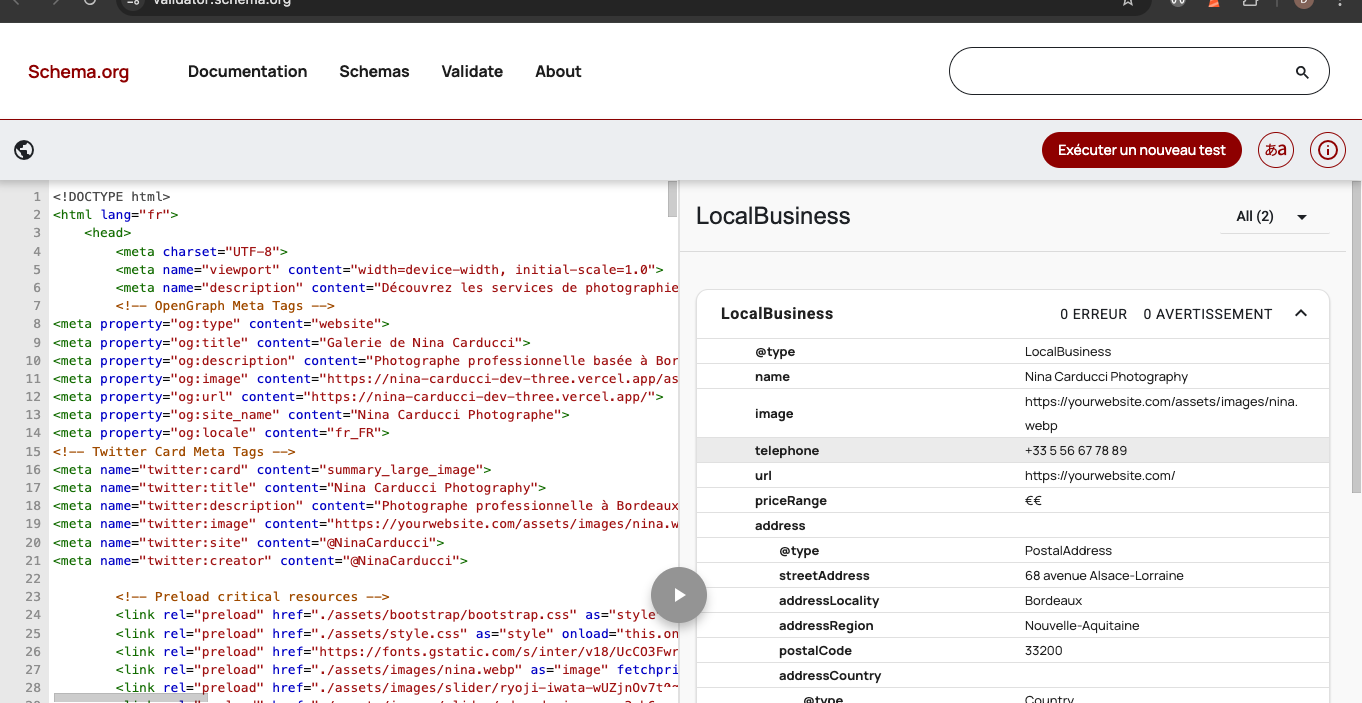 validator.schema.org
Schema.org
Documentation
Schemas
Validate
About
Exécuter un nouveau test
あa
1 <!DOCTYPE html>
2 <html lang="fr">
3 <head>
4 <meta charset="UTF-8">
5 <meta name="viewport" content="width=device-width, initial-scale=1.0">
6 <meta name="description" content="Découvrez les services de photographie
7 <!-- OpenGraph Meta Tags -->
8 <meta property="og:type" content="website">
9 <meta property="og:title" content="Galerie de Nina Carducci">
10 <meta property="og:description" content="Photographe professionnelle basée à Bor
11 <meta property="og:image" content="https://nina-carducci-dev-three.vercel.app/as
12 <meta property="og:url" content="https://nina-carducci-dev-three.vercel.app/">
13 <meta property="og:site_name" content="Nina Carducci Photographe">
14 <meta property="og:locale" content="fr_FR">
15 <!-- Twitter Card Meta Tags -->
16 <meta name="twitter:card" content="summary_large_image">
17 <meta name="twitter:title" content="Nina Carducci Photography">
18 <meta name="twitter:description" content="Photographe professionnelle à Bordeaux
19 <meta name="twitter:image" content="https://yourwebsite.com/assets/images/nina.w
20 <meta name="twitter:site" content="@NinaCarducci">
21 <meta name="twitter:creator" content="@NinaCarducci">
22
23 <!-- Preload critical resources -->
24 <link rel="preload" href="./assets/bootstrap/bootstrap.css" as="style
25 <link rel="preload" href="./assets/style.css" as="style" onload="this.on
26 <link rel="preload" href="https://fonts.gstatic.com/s/inter/v18/UcCO3Fwr
27 <link rel="preload" href="./assets/images/nina.webp" as="image" fetchpri
28 <link rel="preload" href="./assets/images/slider/ryoji-iwata-wUZjnOv7t
LocalBusiness
All (2)
LocalBusiness 0 ERREUR 0 AVERTISSEMENT
@type LocalBusiness
name Nina Carducci Photography
image https://yourwebsite.com/assets/images/nina.
webp
telephone +33 5 56 67 78 89
url https://yourwebsite.com/
priceRange €€
address
@type PostalAddress
streetAddress 68 avenue Alsace-Lorraine
addressLocality Bordeaux
addressRegion Nouvelle-Aquitaine
postalCode 33200
addressCountry
@type Country